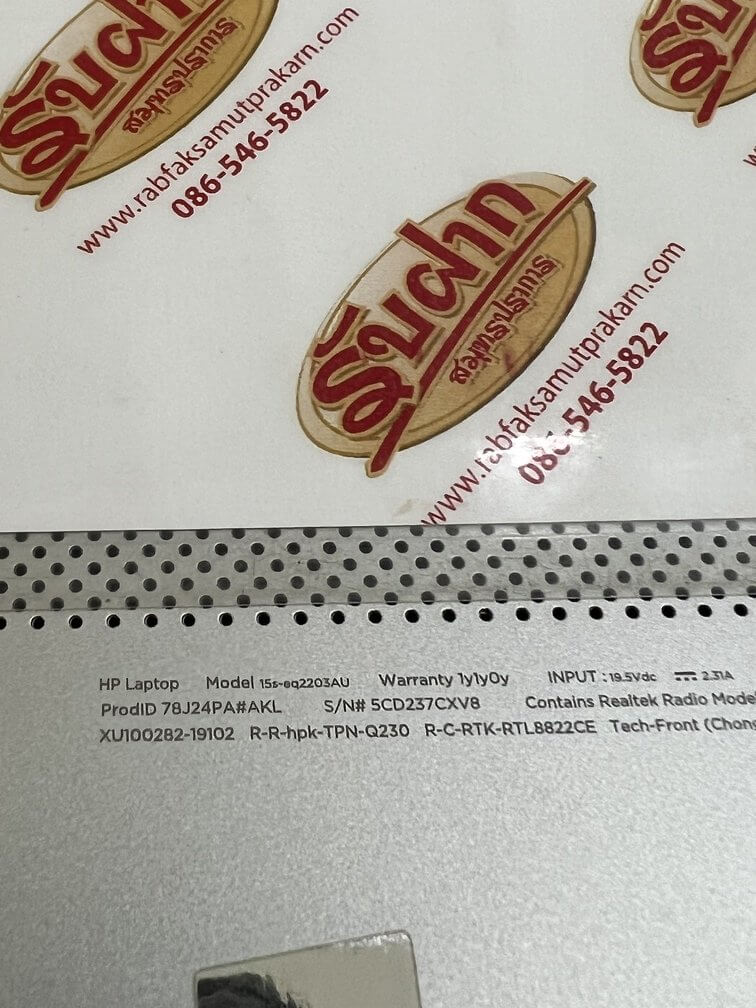 รับฝาก
สมุทรปราการ
www.rabfaksamutprakarn.com
086-546-5822
รับฝาก
สมุทรปราการ
www.rabfaksamutprakarn.com
086-546-5822
HP Laptop Model 15s-eq2203AU Warranty 1y1y0y INPUT : 19.5Vdc ⎓ 2.31A
ProdID 78J24PA#AKL S/N# 5CD237CXV8 Contains Realtek Radio Model
XU100282-19102 R-R-hpk-TPN-Q230 R-C-RTK-RTL8822CE Tech-Front (Chong